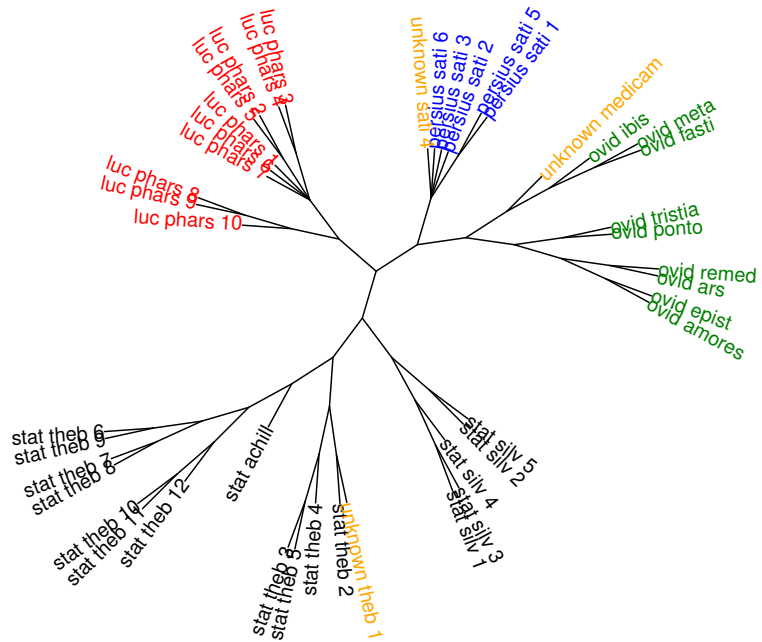 luc phars 3
luc phars 4
luc phars 2
luc phars 5
luc phars 1
luc phars 6
luc phars 7
luc phars 8
luc phars 9
luc phars 10
unknown sati 4
persius sati 6
persius sati 3
persius sati 2
persius sati 5
persius sati 1
unknown medicam
ovid ibis
ovid meta
ovid fasti
ovid tristia
ovid ponto
ovid remed
ovid ars
ovid epist
ovid amores
stat silv 5
stat silv 2
stat silv 4
stat silv 3
stat silv 1
unknown theb 1
stat theb 2
stat theb 4
stat theb 5
stat theb 3
stat achill
stat theb 12
stat theb 11
stat theb 10
stat theb 8
stat theb 7
stat theb 9
stat theb 6